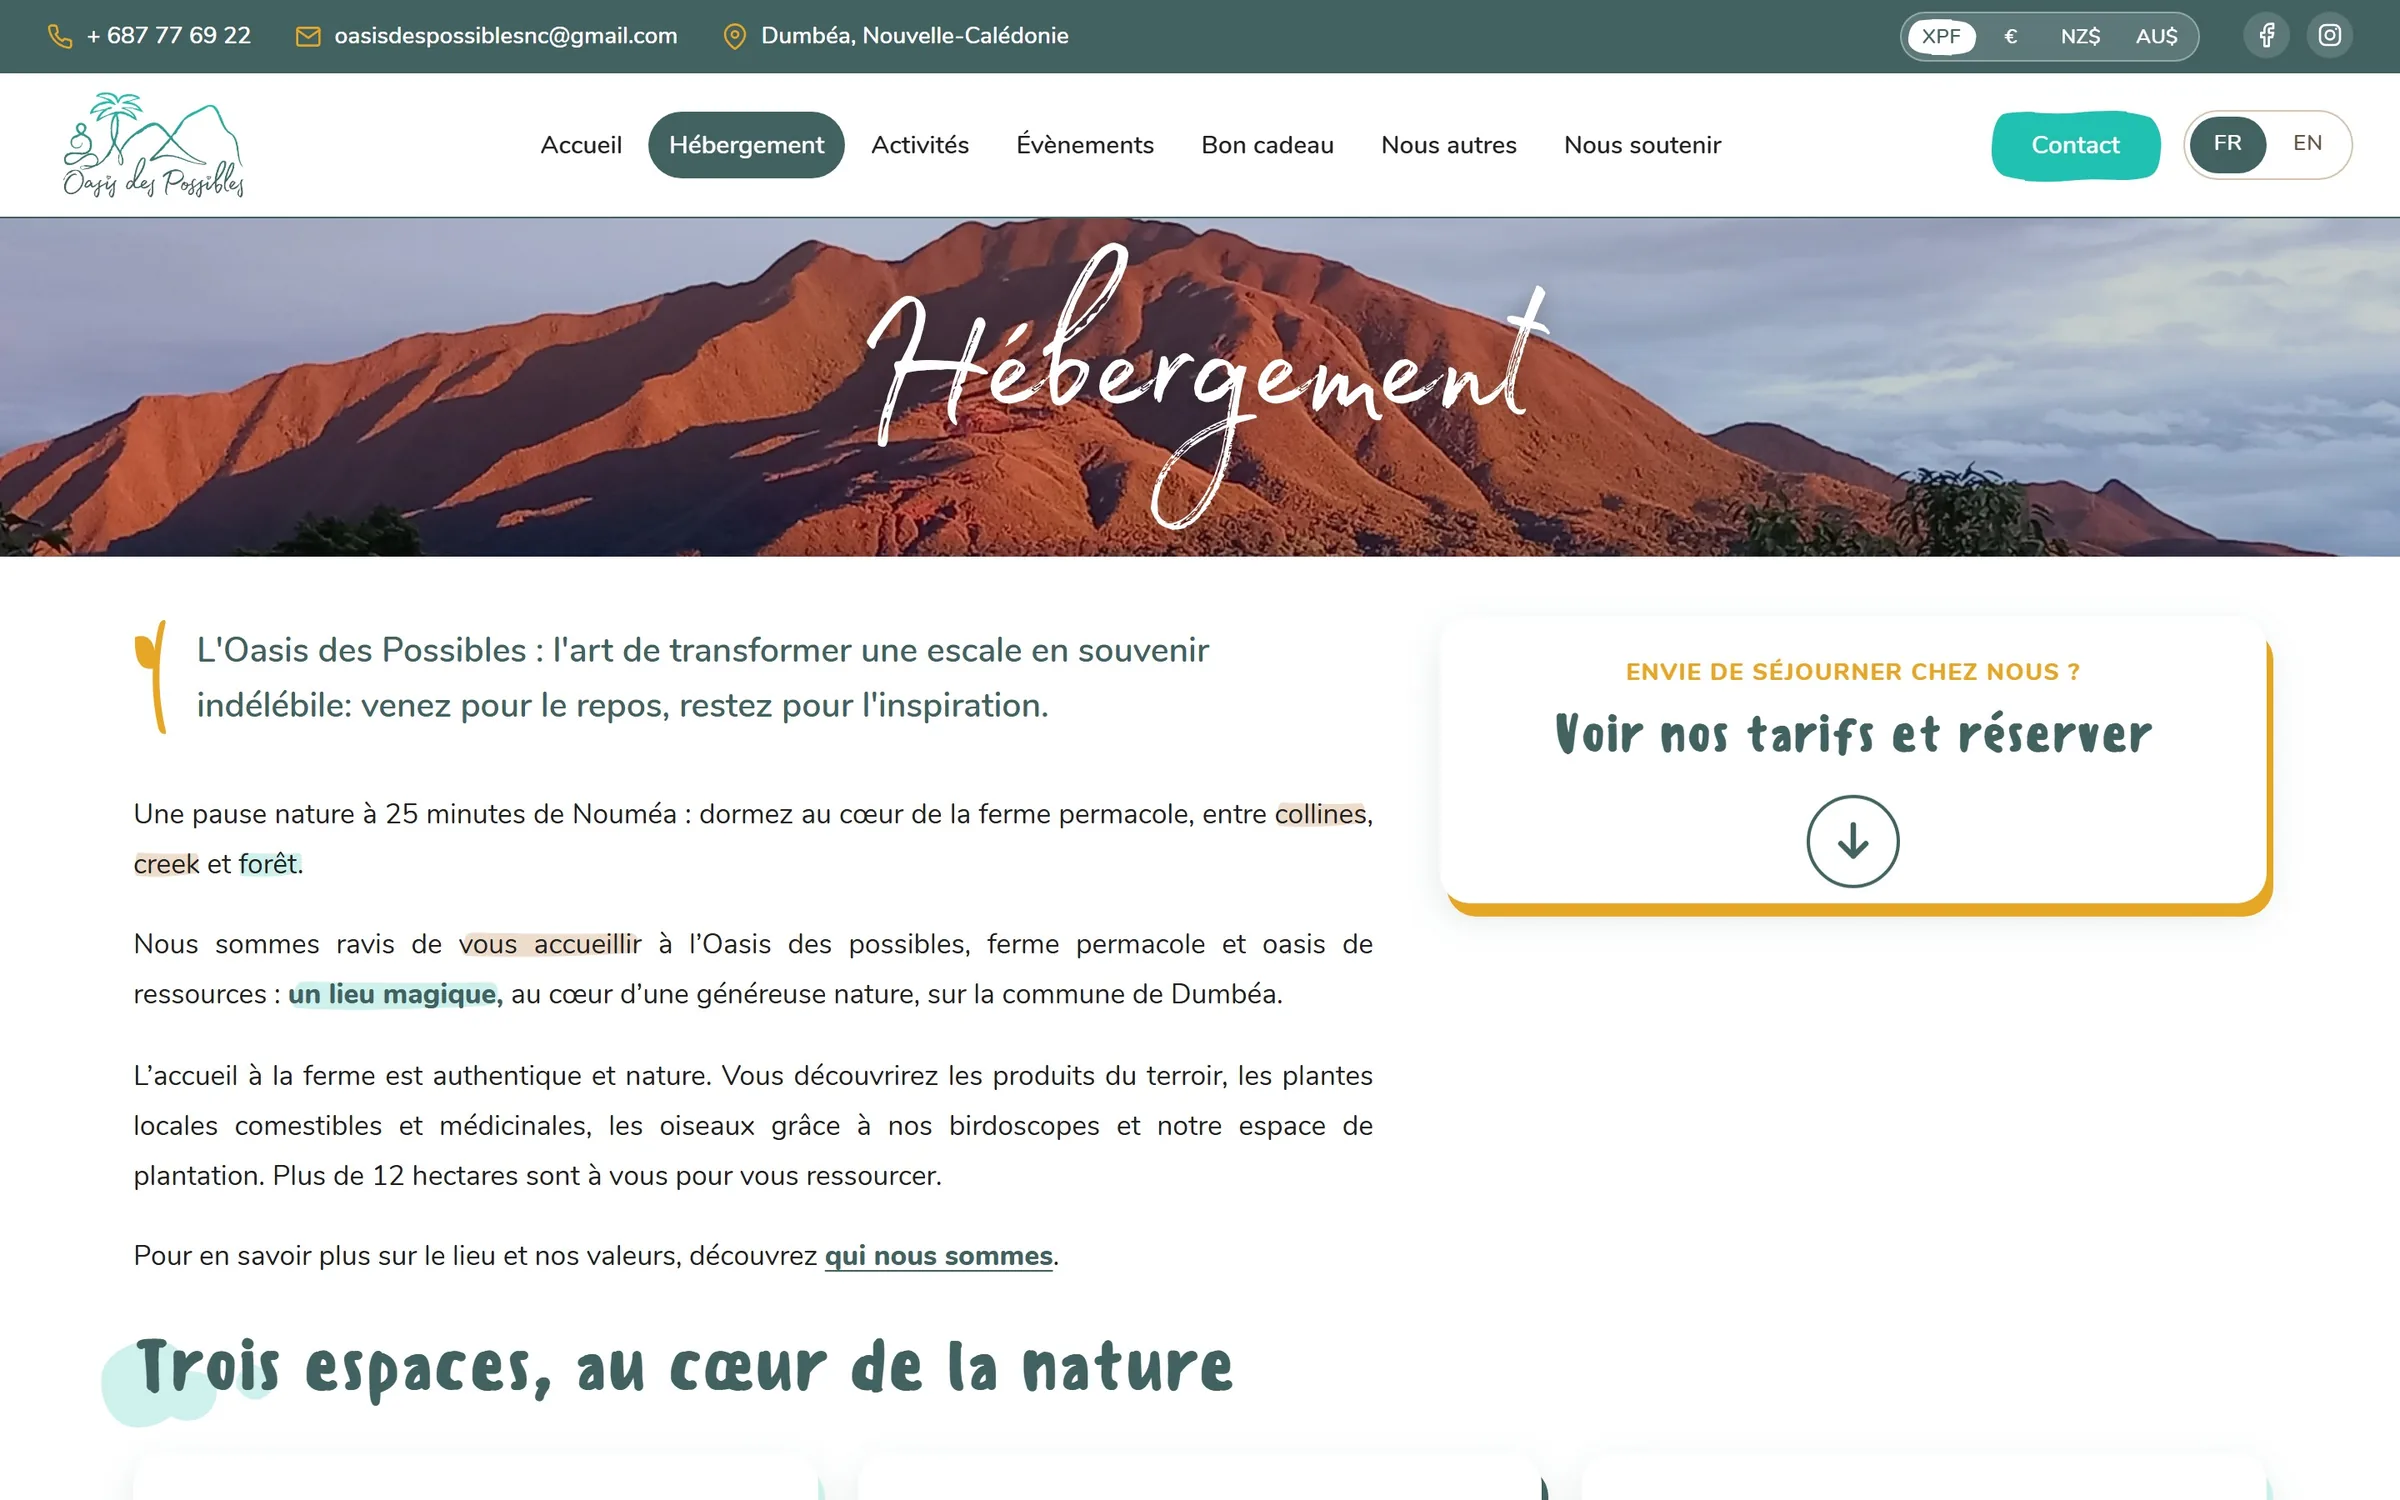 + 687 77 69 22
oasisdespossiblesnc@gmail.com
Dumbéa, Nouvelle-Calédonie
XPF € NZ$ AU$
Oasis des Possibles
Accueil Hébergement Activités Évènements Bon cadeau Nous autres Nous soutenir
Contact
FR EN
Hébergement
L'Oasis des Possibles : l'art de transformer une escale en souvenir
indélébile: venez pour le repos, restez pour l'inspiration.
Une pause nature à 25 minutes de Nouméa : dormez au cœur de la ferme permacole, entre collines,
creek et forêt.
Nous sommes ravis de vous accueillir à l’Oasis des possibles, ferme permacole et oasis de
ressources : un lieu magique, au cœur d’une généreuse nature, sur la commune de Dumbéa.
L’accueil à la ferme est authentique et nature. Vous découvrirez les produits du terroir, les plantes
locales comestibles et médicinales, les oiseaux grâce à nos birdoscopes et notre espace de
plantation. Plus de 12 hectares sont à vous pour vous ressourcer.
Pour en savoir plus sur le lieu et nos valeurs, découvrez qui nous sommes.
ENVIE DE SÉJOURNER CHEZ NOUS ?
Voir nos tarifs et réserver
Trois espaces, au cœur de la nature